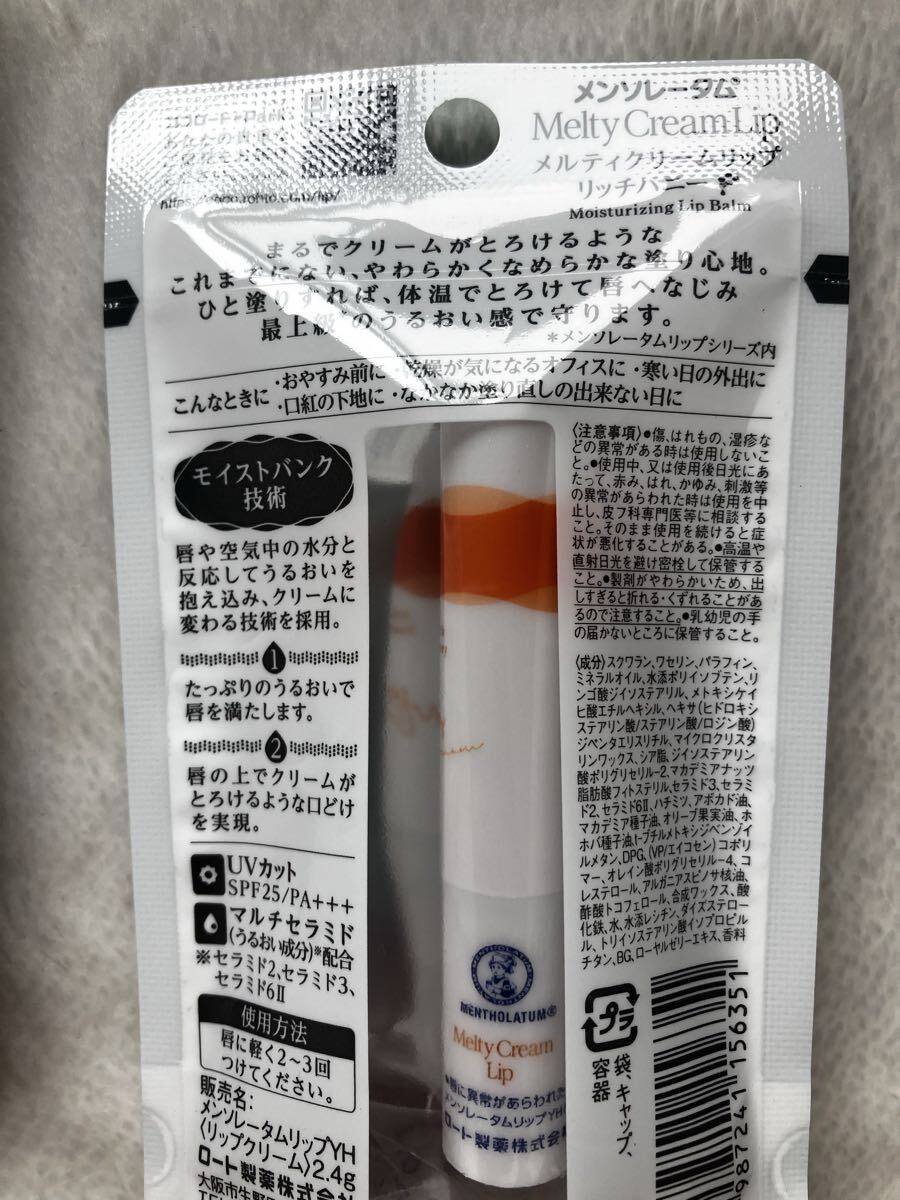 メンソレータム®
Melty Cream Lip
メルティクリームリップ
リッチハニー
Moisturizing Lip Balm
まるでクリームがとろけるような
これまでにない、やわらかくなめらかな塗り心地。
ひと塗りすれば、体温でとろけて唇へなじみ
最上級*のうるおい感で守ります。
*メンソレータムリップシリーズ内
こんなときに
・おやすみ前に ・乾燥が気になるオフィスに ・寒い日の外出に
・口紅の下地に ・なかなか塗り直しの出来ない日に
モイストバンク
技術
唇や空気中の水分と
反応してうるおいを
抱え込み、クリームに
変わる技術を採用。
1
たっぷりのうるおいで
唇を満たします。
2
唇の上でクリームが
とろけるような口どけ
を実現。
UVカット
SPF25/PA+++
マルチセラミド
(うるおい成分)※配合
※セラミド2、セラミド3、
セラミド6Ⅱ
使用方法
唇に軽く2～3回
つけてください。
販売名:
メンソレータムリップYH
(リップクリーム)2.4g
ロート製薬株式会
大阪市生野
〈注意事項〉●傷、はれもの、湿疹な
どの異常がある時は使用しないこ
と。●使用中、又は使用後日光にあ
たって、赤み、はれ、かゆみ、刺激等
の異常があらわれた時は使用を中
止し、皮フ科専門医等に相談する
こと。そのまま使用を続けると症
状が悪化することがある。●高温や
直射日光を避け密栓して保管する
こと。●製剤がやわらかいため、出
しすぎると折れる・くずれることがあ
るので注意すること。●乳幼児の手
の届かないところに保管すること。
〈成分〉スクワラン、ワセリン、パラフィン、
ミネラルオイル、水添ポリイソブテン、リン
ゴ酸ジイソステアリル、メトキシケイ
ヒ酸エチルヘキシル、ヘキサ(ヒドロキシ
ステアリン酸/ステアリン酸/ロジン酸)
ジペンタエリスリチル、マイクロクリスタ
リンワックス、シア脂、ジイソステアリン
酸ポリグリセリル-2、マカデミアナッツ
脂肪酸フィトステリル、セラミド3、セラミ
ド2、セラミド6Ⅱ、ハチミツ、アボカド油、
マカデミア種子油、オリーブ果実油、ホ
ホバ種子油、t-ブチルメトキシジベンゾイ
ルメタン、DPG、(VP/エイコセン)コポリ
マー、オレイン酸ポリグリセリル-4、コ
レステロール、アルガニアスピノサ核油、
酢酸トコフェロール、合成ワックス、酸
化鉄、水、水添レシチン、ダイズステロー
ル、トリイソステアリン酸イソプロピル
チタン、BG、ローヤルゼリーエキス、香料
MENTHOLATUM®
Melty Cream
Lip
●唇に異常があらわれた
メンソレータムリップYH
ロート製薬株式会
プラ
袋、キャップ、
容器
987241 156351